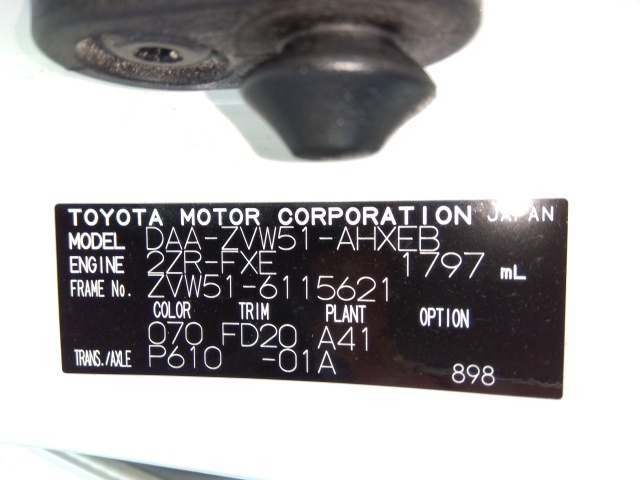 TOYOTA MOTOR CORPORATION JAPAN
MODEL DAA-ZVW51-AHXEB
ENGINE 2ZR-FXE 1797 mL
FRAME No. ZVW51-6115621
COLOR TRIM PLANT OPTION
070 FD20 A41
TRANS./AXLE P610 -01A 898